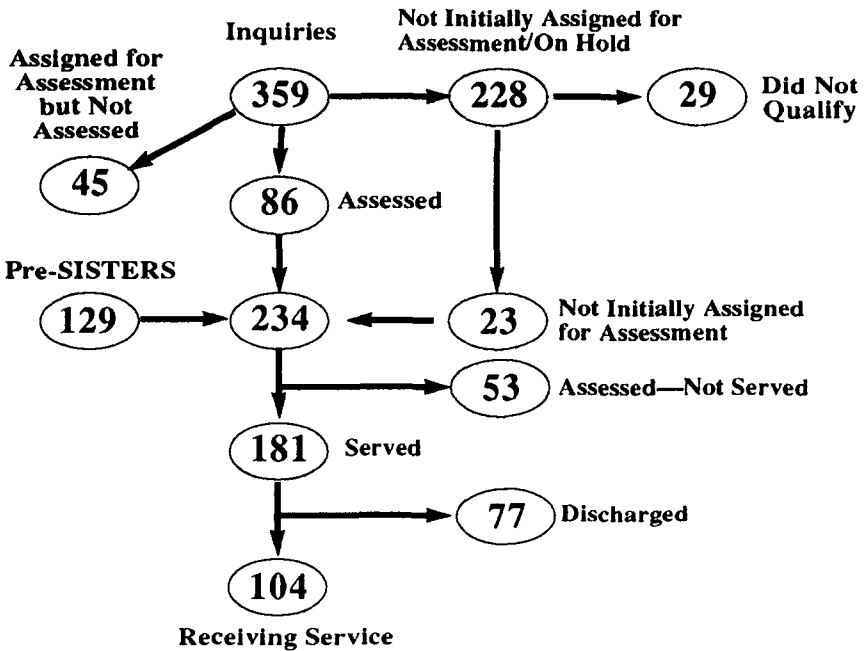 Inquiries
Not Initially Assigned for
Assessment/On Hold
Assigned for
Assessment
but Not
Assessed
359
228
29
Did Not
Qualify
45
86
Assessed
Pre-SISTERS
129
234
23
Not Initially Assigned
for Assessment
53
Assessed—Not Served
181
Served
77
Discharged
104
Receiving Service